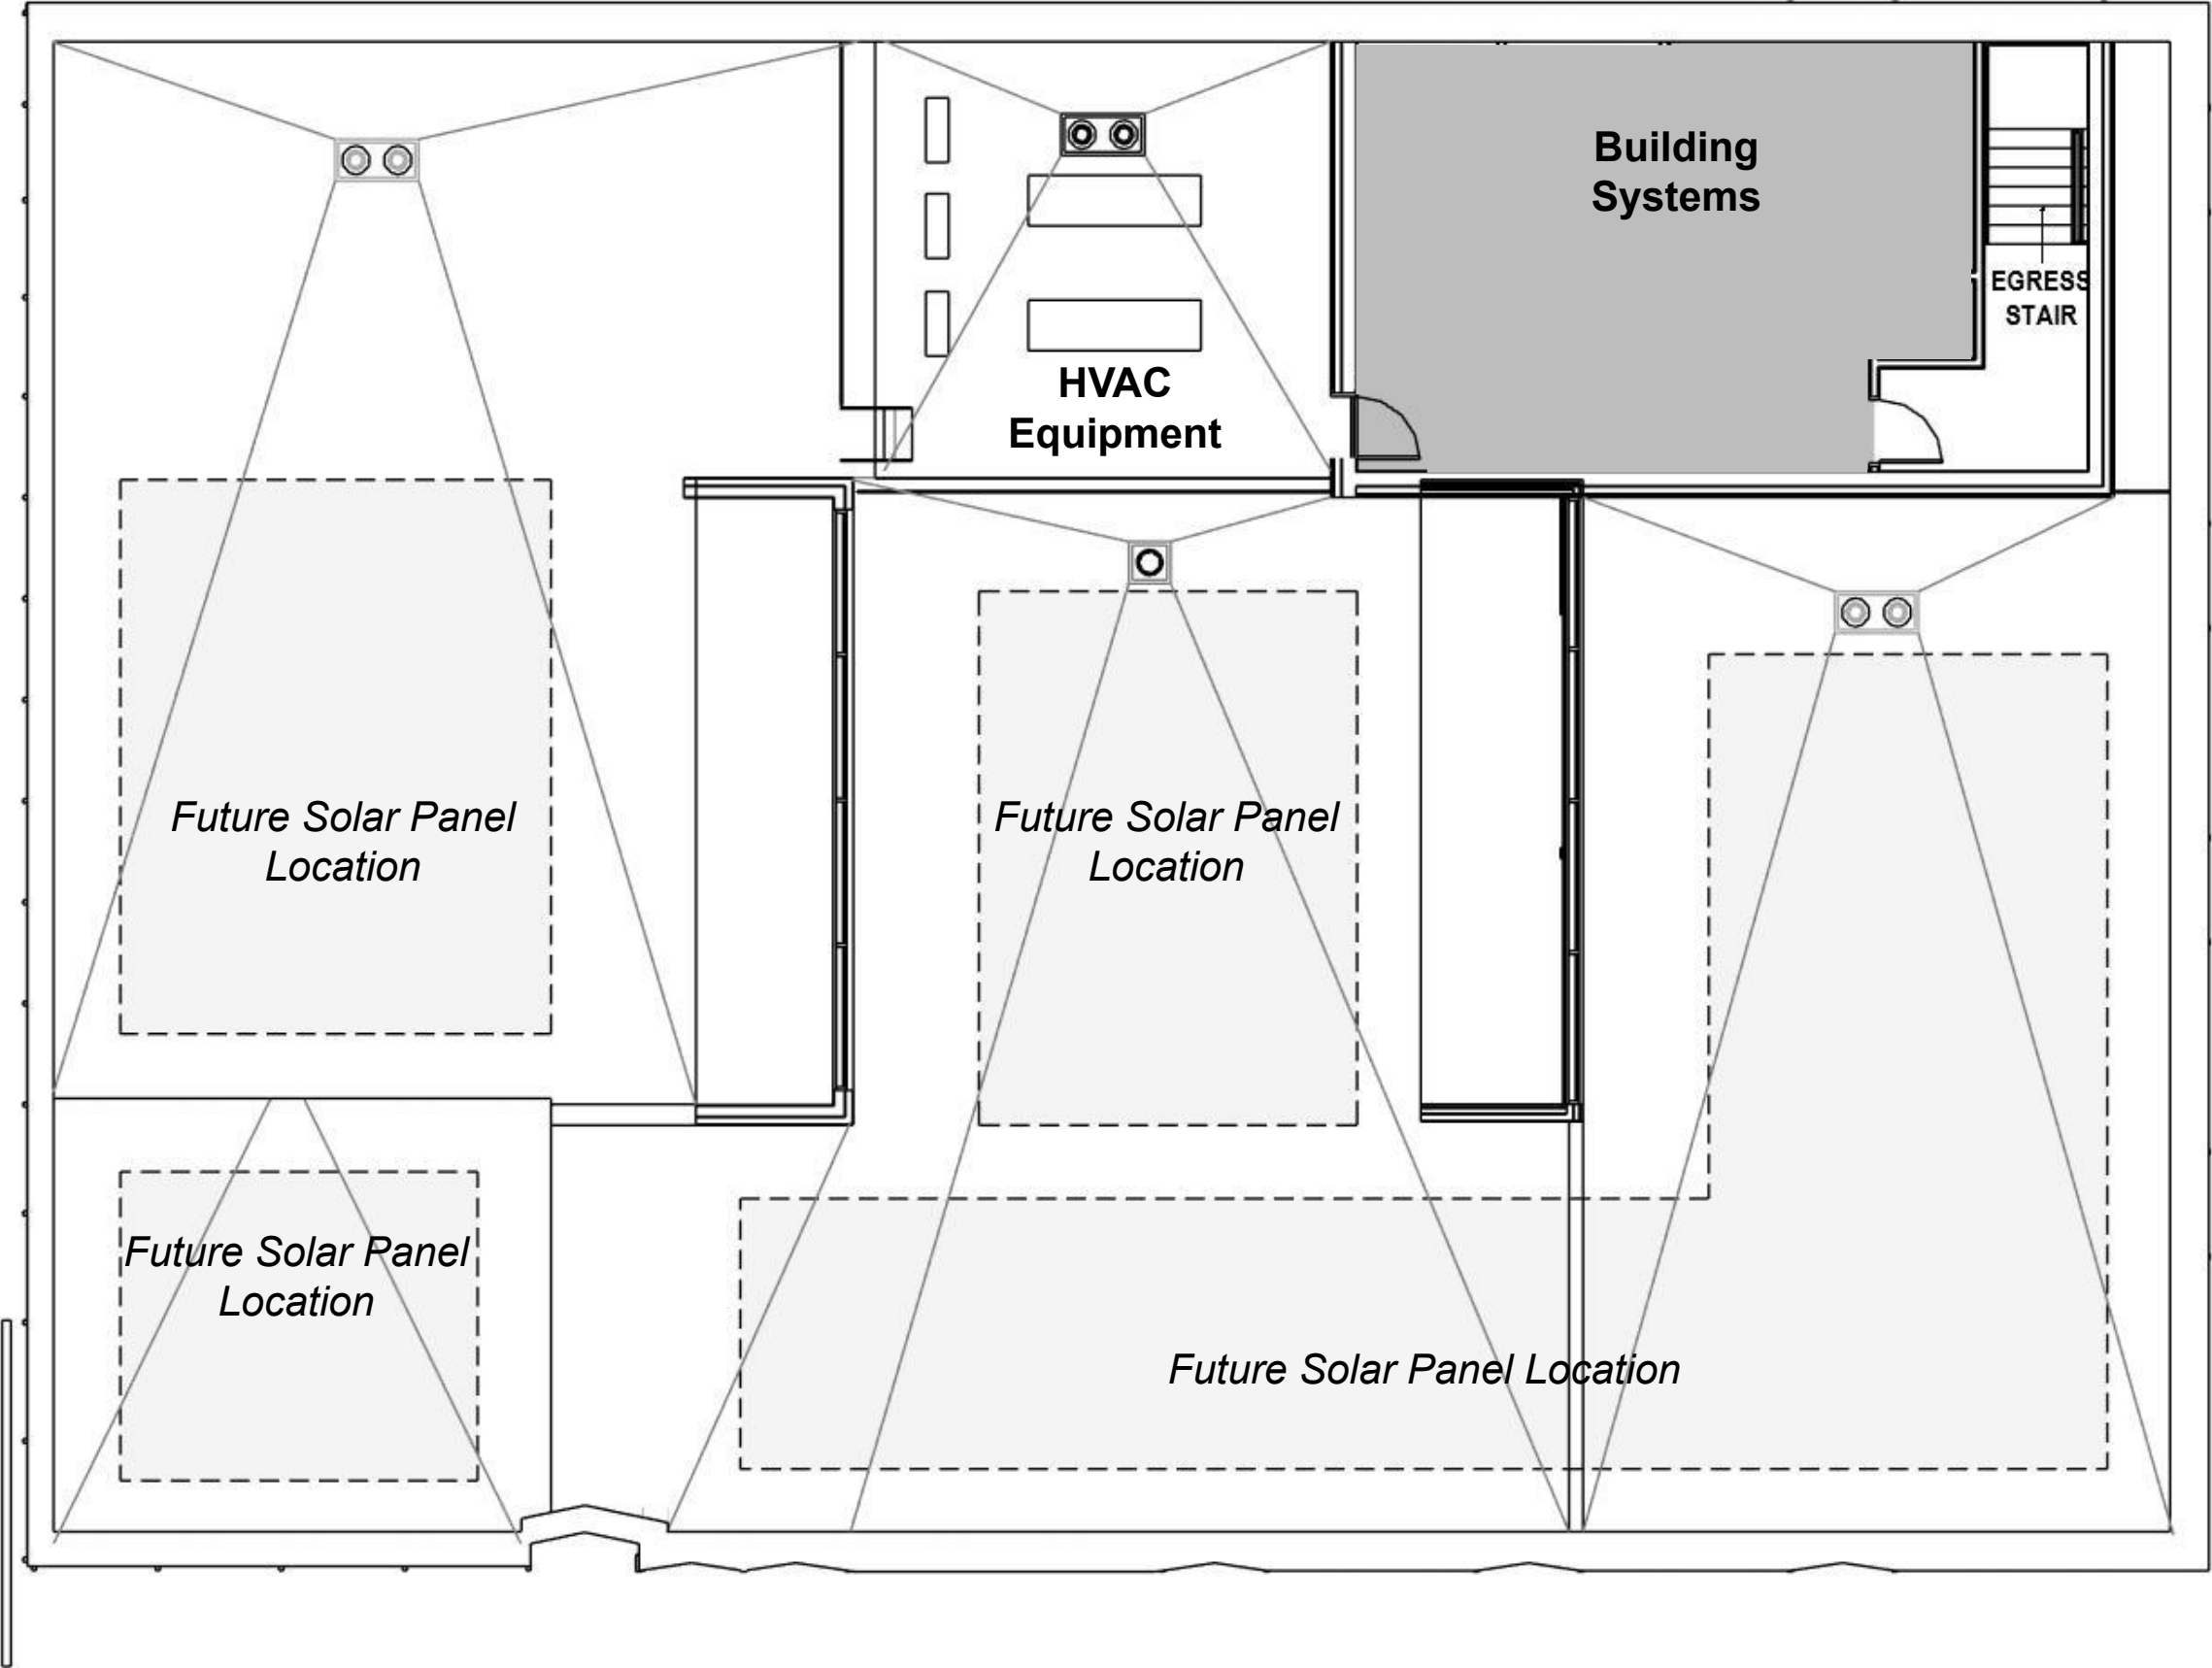 Building
Systems
EGRESS
STAIR
HVAC
Equipment
Future Solar Panel
Location
Future Solar Panel
Location
Future Solar Panel
Location
Future Solar Panel Location